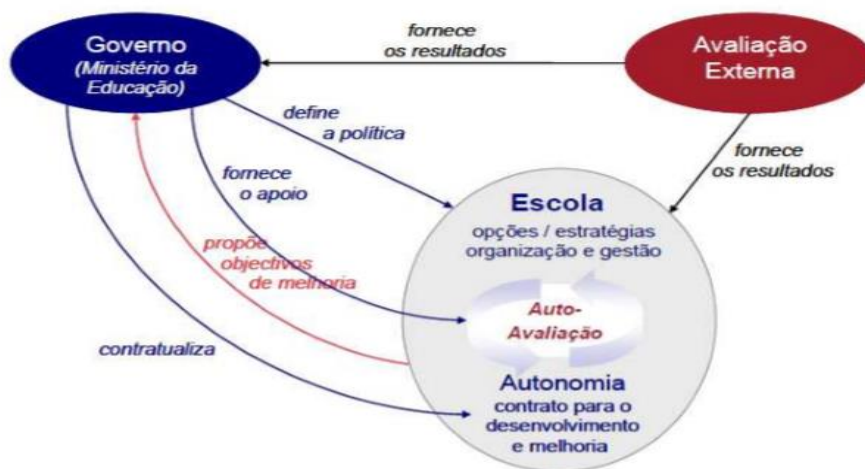 Governo
(Ministério da
Educação)
fornece
os resultados
Avaliação
Externa
define
a política
fornece
o apoio
fornece
os resultados
propõe
objectivos
de melhoria
contratualiza
Escola
opções / estratégias
organização e gestão
Auto-
Avaliação
Autonomia
contrato para o
desenvolvimento
e melhoria